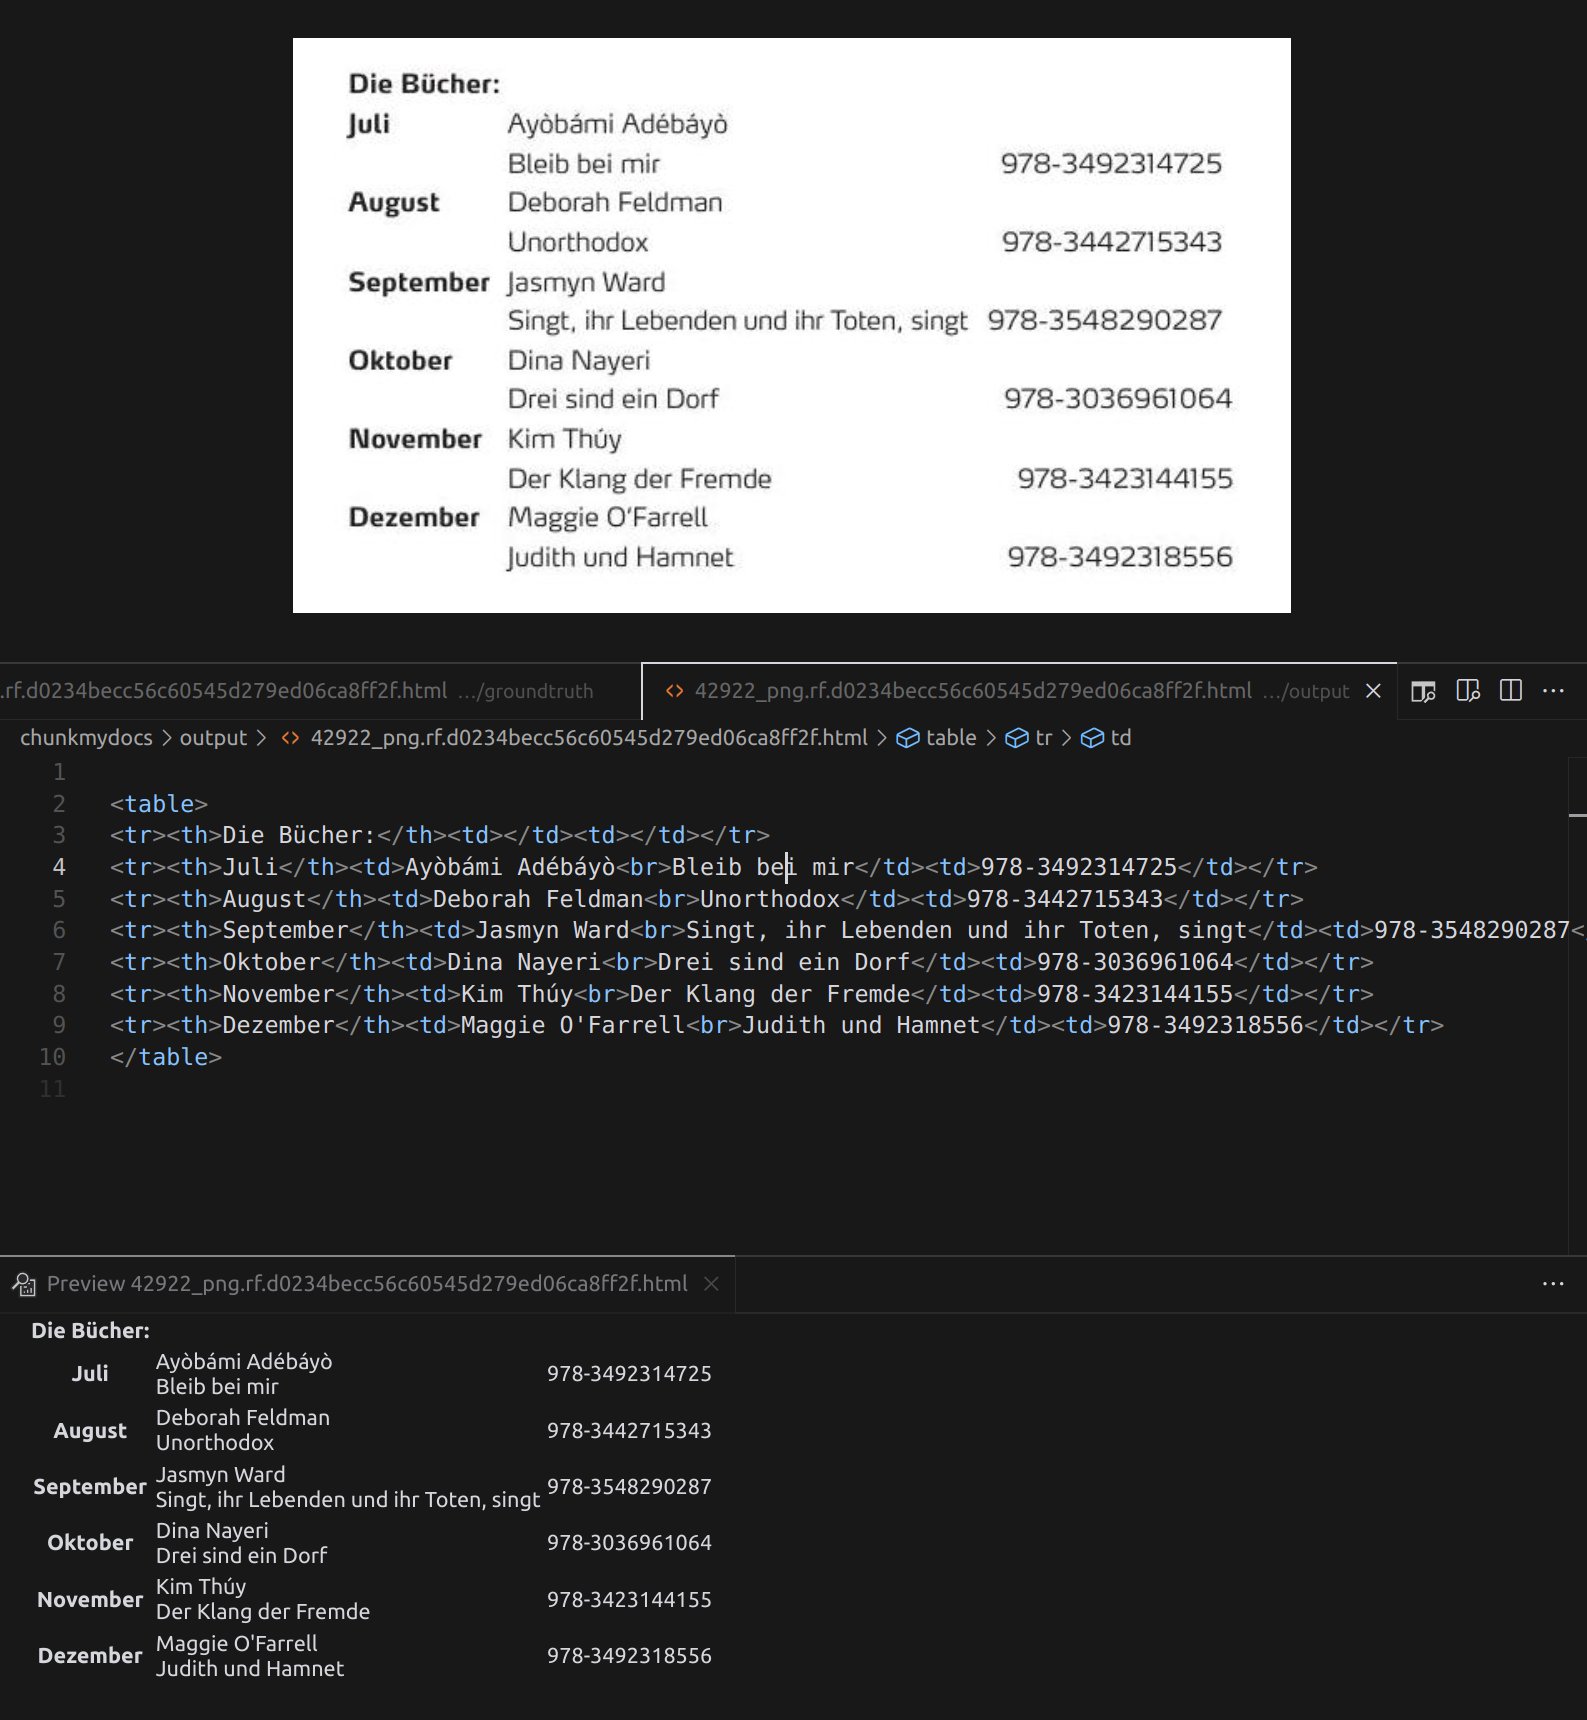 Die Bücher:
Juli Ayòbámi Adébáyò
Bleib bei mir 978-3492314725
August Deborah Feldman
Unorthodox 978-3442715343
September Jasmyn Ward
Singt, ihr Lebenden und ihr Toten, singt 978-3548290287
Oktober Dina Nayeri
Drei sind ein Dorf 978-3036961064
November Kim Thúy
Der Klang der Fremde 978-3423144155
Dezember Maggie O‘Farrell
Judith und Hamnet 978-3492318556
.rf.d0234becc56c60545d279ed06ca8ff2f.html .../groundtruth <> 42922_png.rf.d0234becc56c60545d279ed06ca8ff2f.html .../output
chunkmydocs > output > <> 42922_png.rf.d0234becc56c60545d279ed06ca8ff2f.html > table > tr > td
1
2 <table>
3 <tr><th>Die Bücher:</th><td></td><td></td></tr>
4 <tr><th>Juli</th><td>Ayòbámi Adébáyò<br>Bleib bei mir</td><td>978-3492314725</td></tr>
5 <tr><th>August</th><td>Deborah Feldman<br>Unorthodox</td><td>978-3442715343</td></tr>
6 <tr><th>September</th><td>Jasmyn Ward<br>Singt, ihr Lebenden und ihr Toten, singt</td><td>978-3548290287<
7 <tr><th>Oktober</th><td>Dina Nayeri<br>Drei sind ein Dorf</td><td>978-3036961064</td></tr>
8 <tr><th>November</th><td>Kim Thúy<br>Der Klang der Fremde</td><td>978-3423144155</td></tr>
9 <tr><th>Dezember</th><td>Maggie O'Farrell<br>Judith und Hamnet</td><td>978-3492318556</td></tr>
10 </table>
11
Preview 42922_png.rf.d0234becc56c60545d279ed06ca8ff2f.html
Die Bücher:
Juli Ayòbámi Adébáyò
Bleib bei mir 978-3492314725
August Deborah Feldman
Unorthodox 978-3442715343
September Jasmyn Ward
Singt, ihr Lebenden und ihr Toten, singt 978-3548290287
Oktober Dina Nayeri
Drei sind ein Dorf 978-3036961064
November Kim Thúy
Der Klang der Fremde 978-3423144155
Dezember Maggie O'Farrell
Judith und Hamnet 978-3492318556